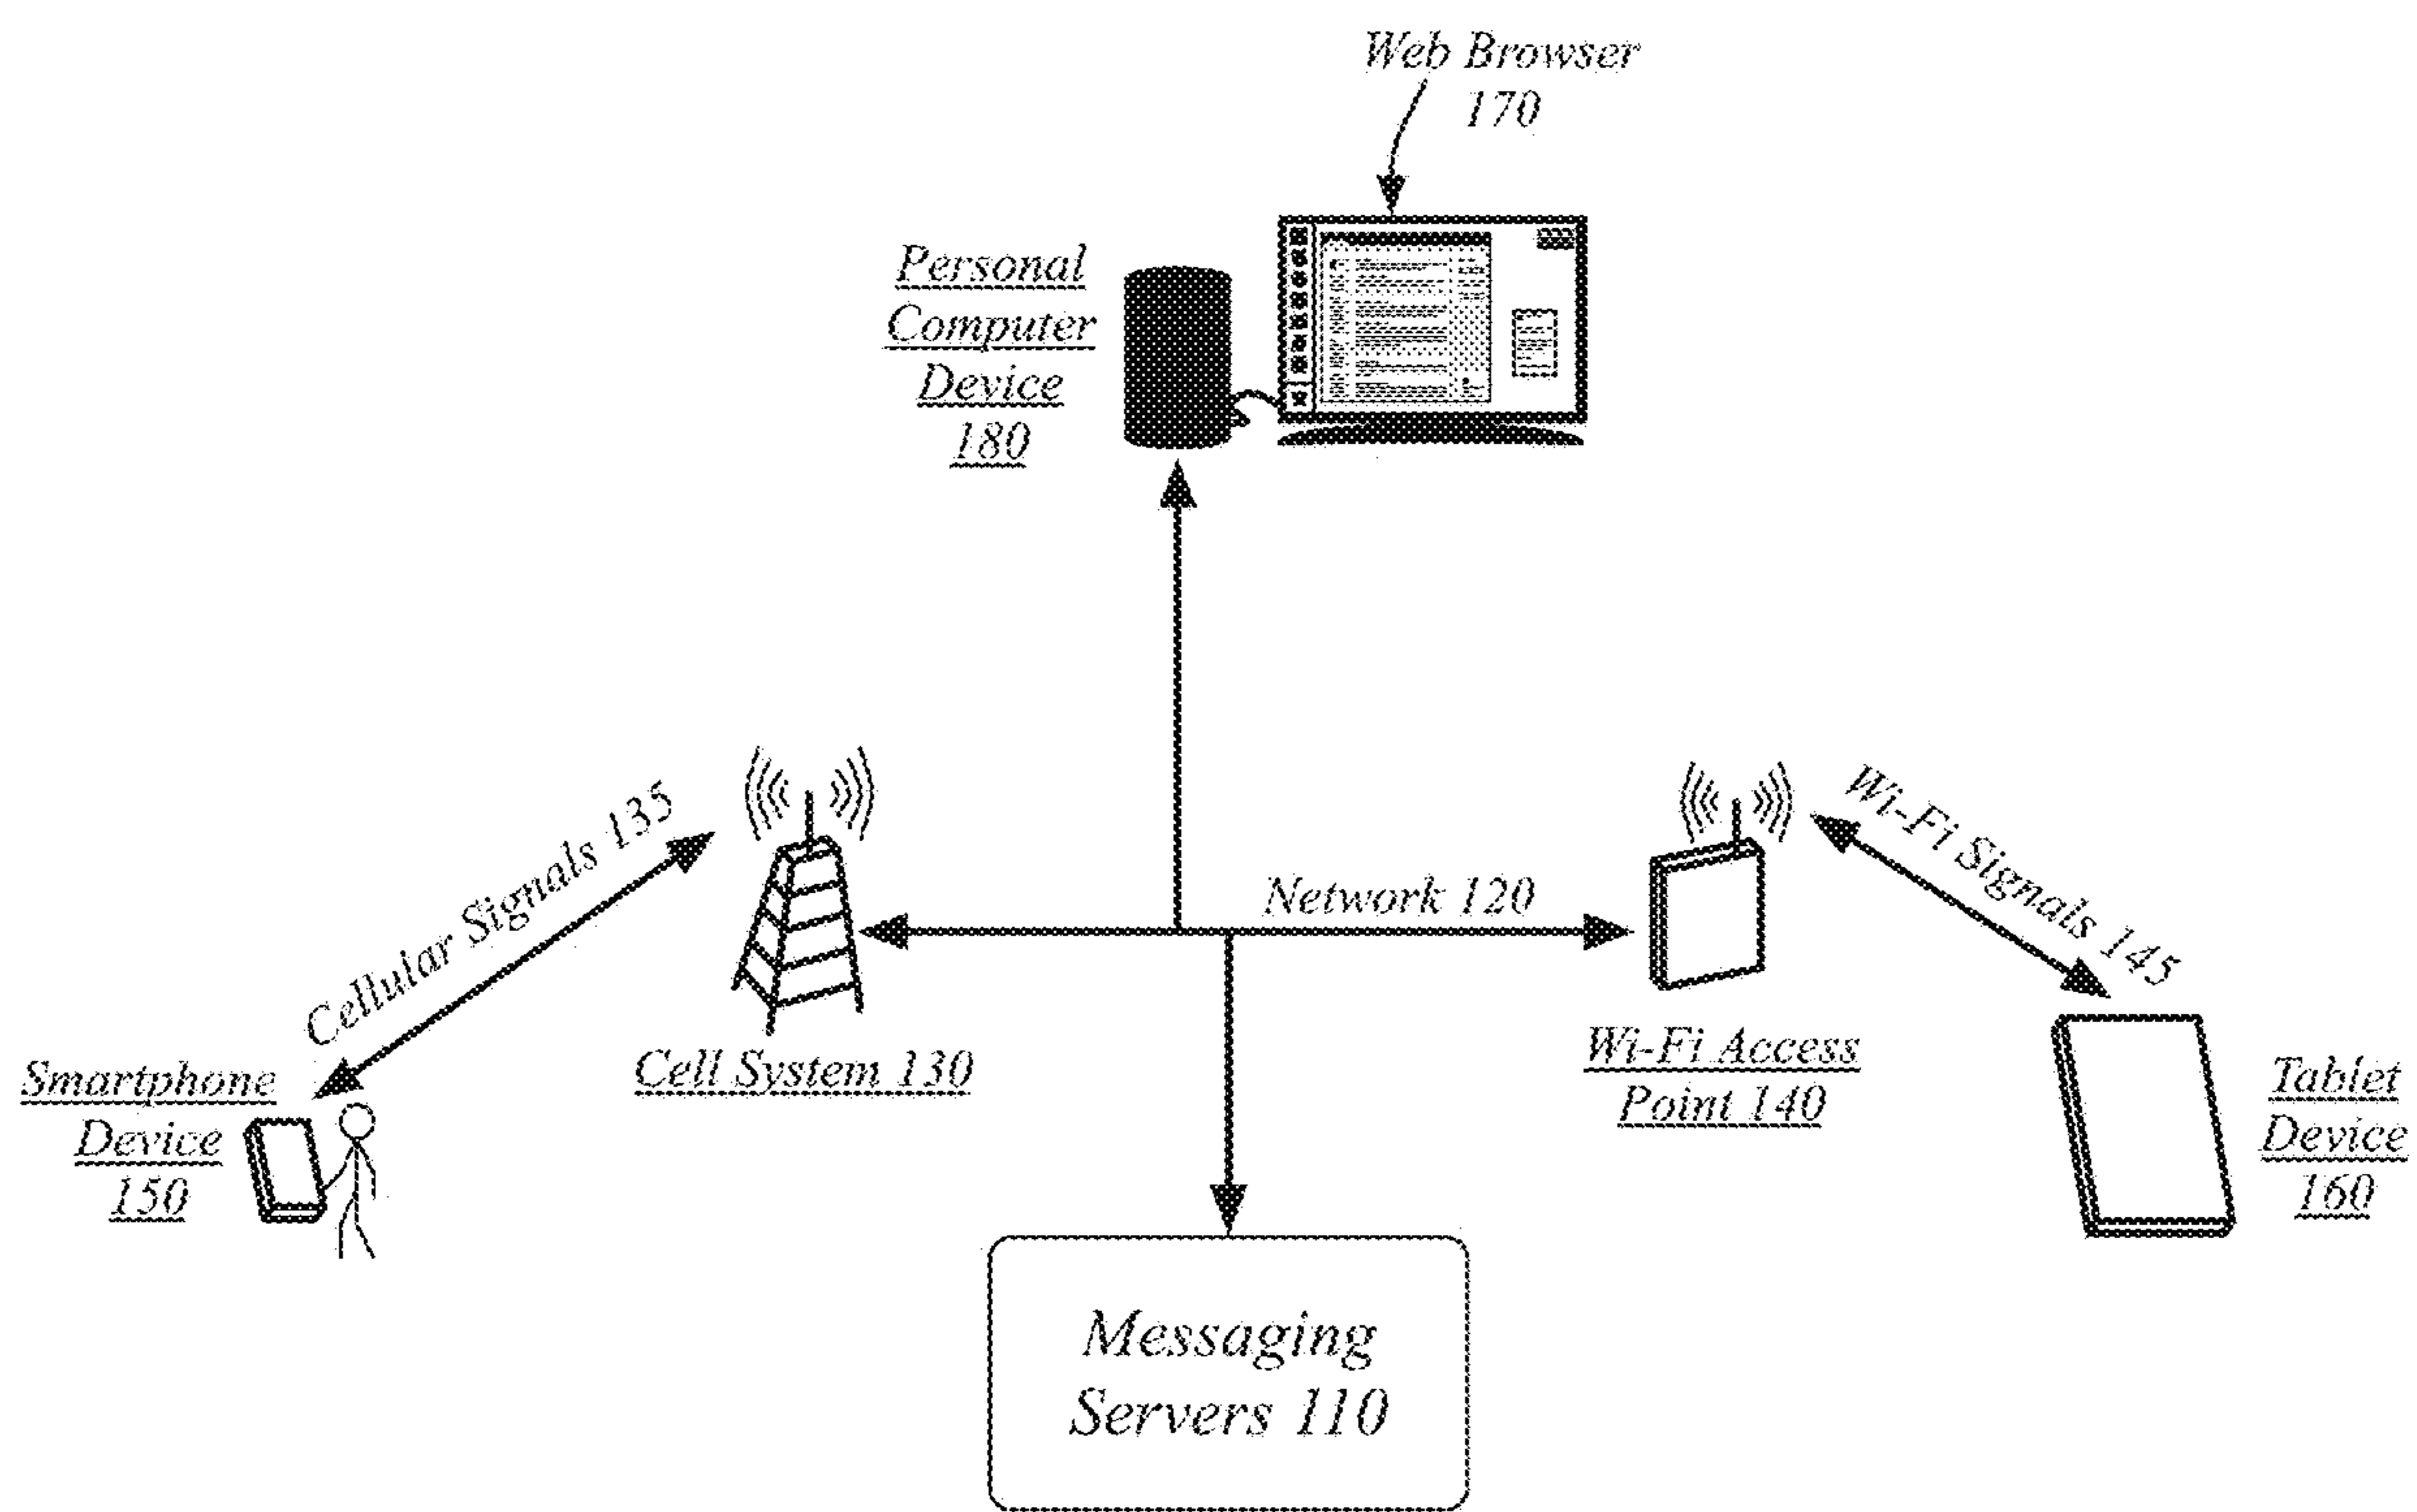 Web Browser
170
Personal
Computer
Device
180
Cellular Signals 135
Network 120
Wi-Fi Signals 145
Cell System 130
Wi-Fi Access
Point 140
Smartphone
Device
150
Tablet
Device
160
Messaging
Servers 110